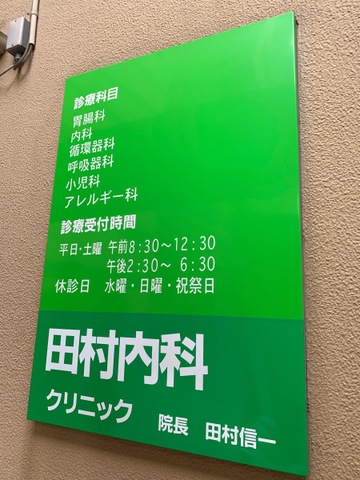 診療科目
胃腸科
内科
循環器科
呼吸器科
小児科
アレルギー科
診療受付時間
平日・土曜 午前8:30〜12:30
午後2:30〜 6:30
休診日 水曜・日曜・祝祭日
田村内科
クリニック 院長 田村信一